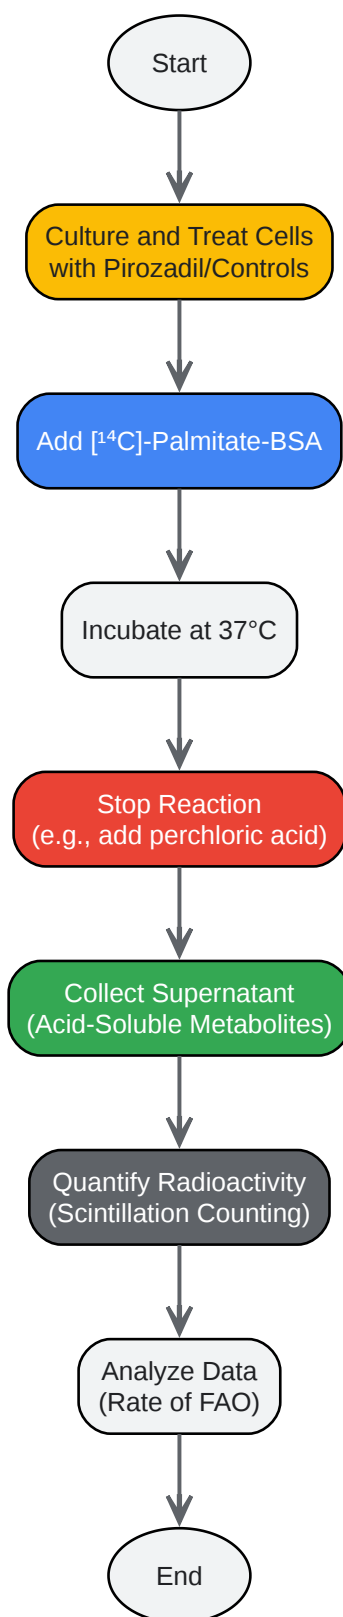 Start
Culture and Treat Cells
with Pirozadil/Controls
Add [¹⁴C]-Palmitate-BSA
Incubate at 37°C
Stop Reaction
(e.g., add perchloric acid)
Collect Supernatant
(Acid-Soluble Metabolites)
Quantify Radioactivity
(Scintillation Counting)
Analyze Data
(Rate of FAO)
End